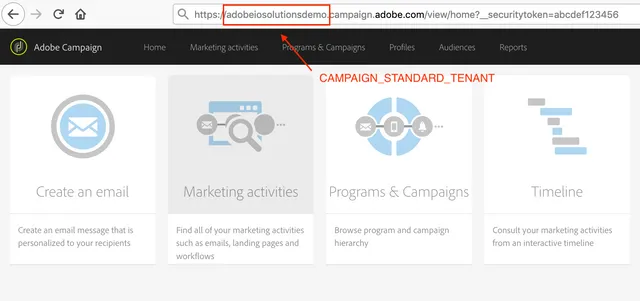 https://adobeiosolutionsdemo.campaign.adobe.com/view/home?__securitytoken=abcdef123456
Adobe Campaign Home Marketing activities Programs & Campaigns Profiles Audiences Reports
CAMPAIGN_STANDARD_TENANT
Create an email
Create an email message that is
personalized to your recipients
Marketing activities
Find all of your marketing activities
such as emails, landing pages and
workflows
Programs & Campaigns
Browse program and campaign
hierarchy
Timeline
Consult your marketing activities
from an interactive timeline